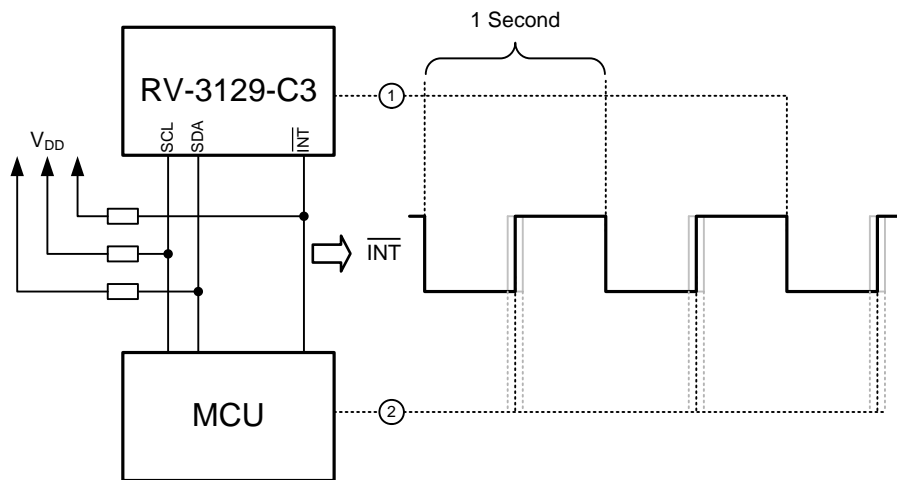 1 Second
RV-3129-C3
1
SCL
SDA
INT
VDD
INT
MCU
2